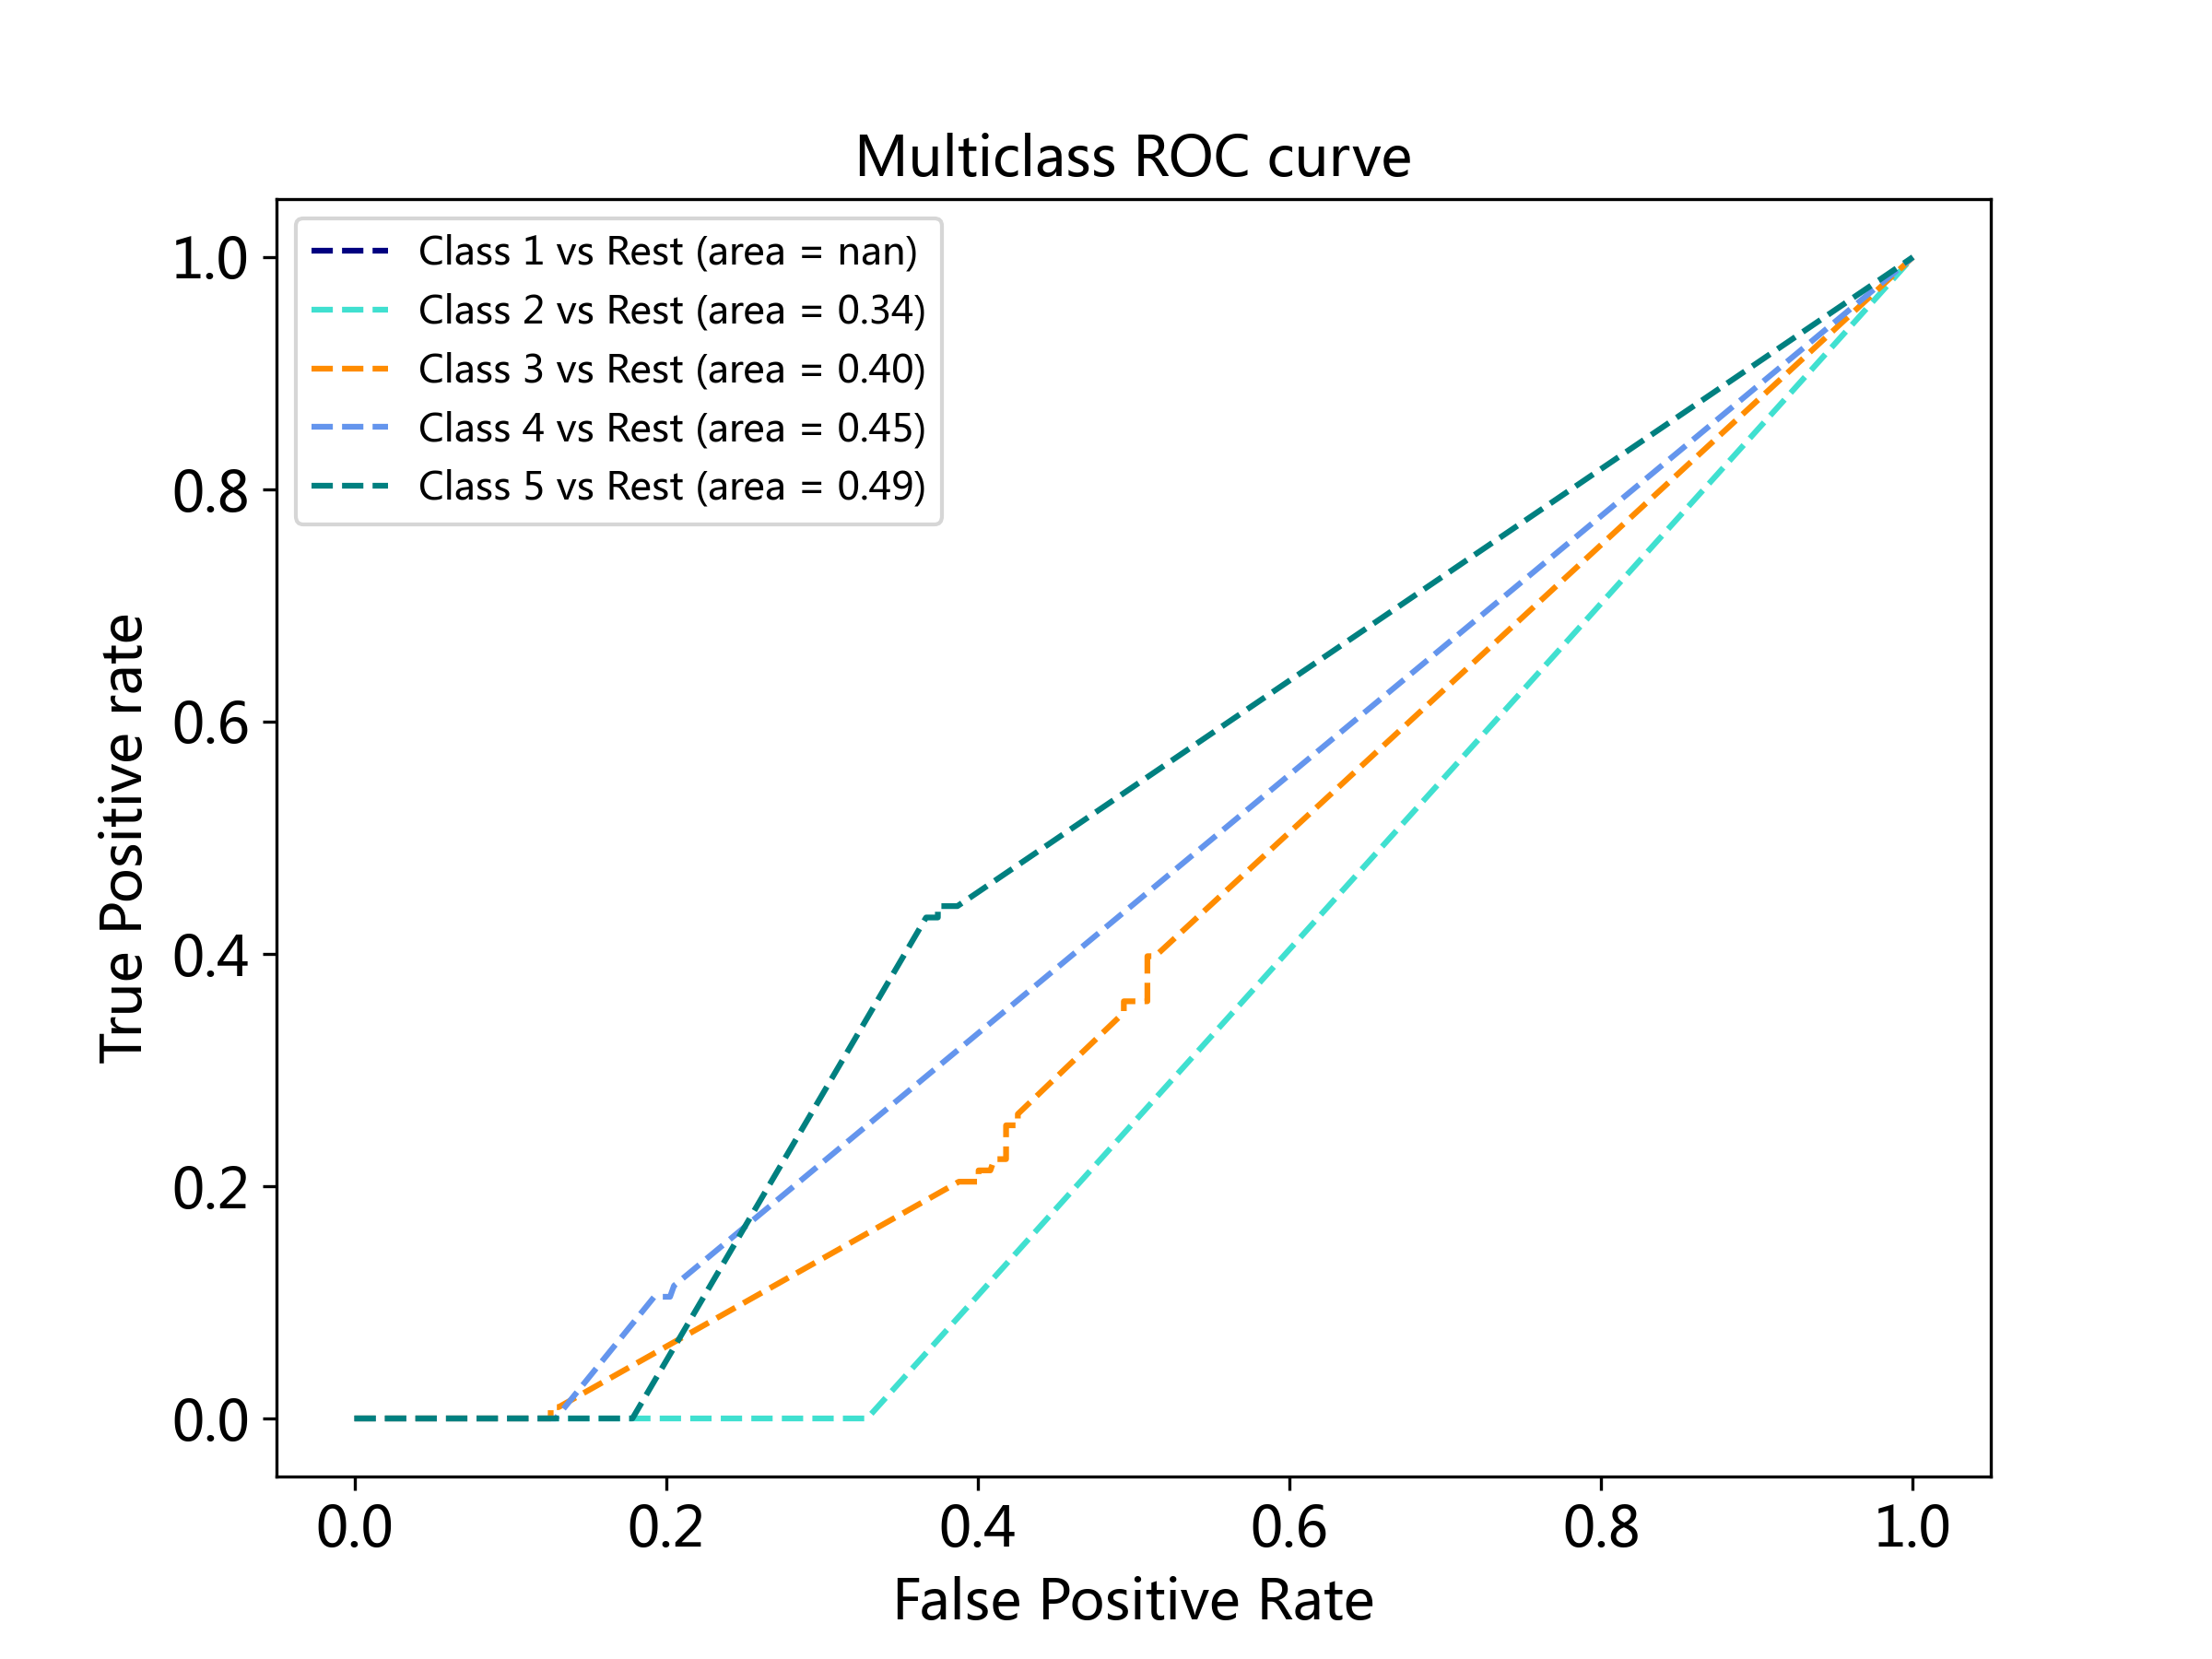 Multiclass ROC curve
Class 1 vs Rest (area = nan)
Class 2 vs Rest (area = 0.34)
Class 3 vs Rest (area = 0.40)
Class 4 vs Rest (area = 0.45)
Class 5 vs Rest (area = 0.49)
True Positive rate
1.0
0.8
0.6
0.4
0.2
0.0
0.0 0.2 0.4 0.6 0.8 1.0
False Positive Rate